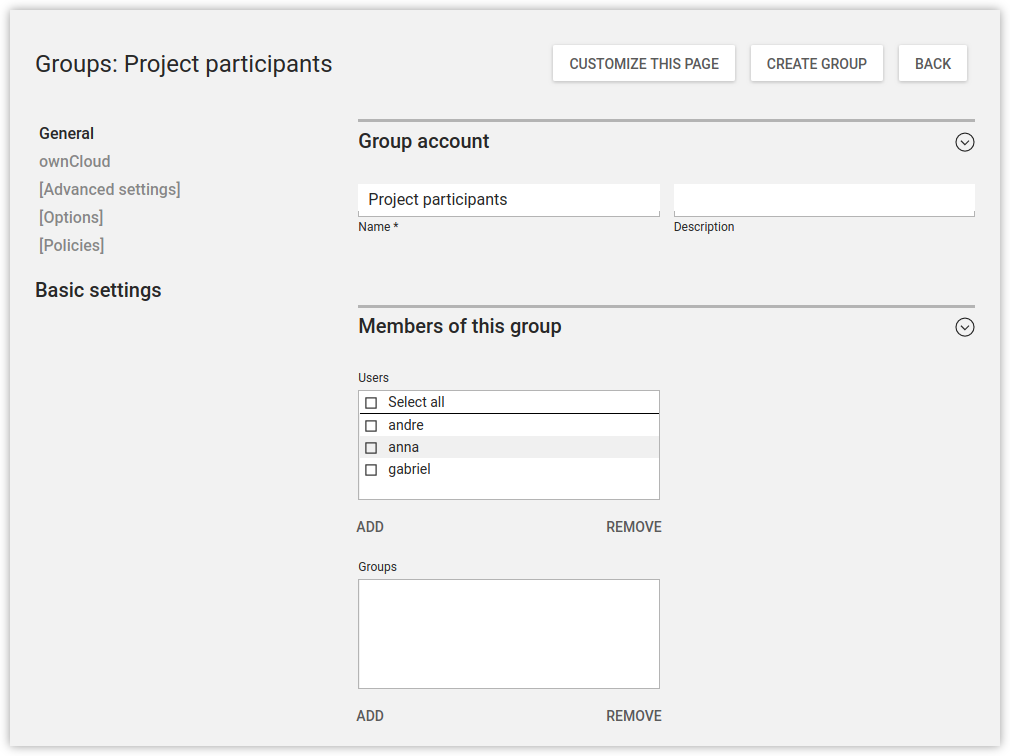 Groups: Project participants
CUSTOMIZE THIS PAGE
CREATE GROUP
BACK
General
ownCloud
[Advanced settings]
[Options]
[Policies]
Basic settings
Group account
Project participants
Name *
Description
Members of this group
Users
Select all
andre
anna
gabriel
ADD
REMOVE
Groups
ADD
REMOVE